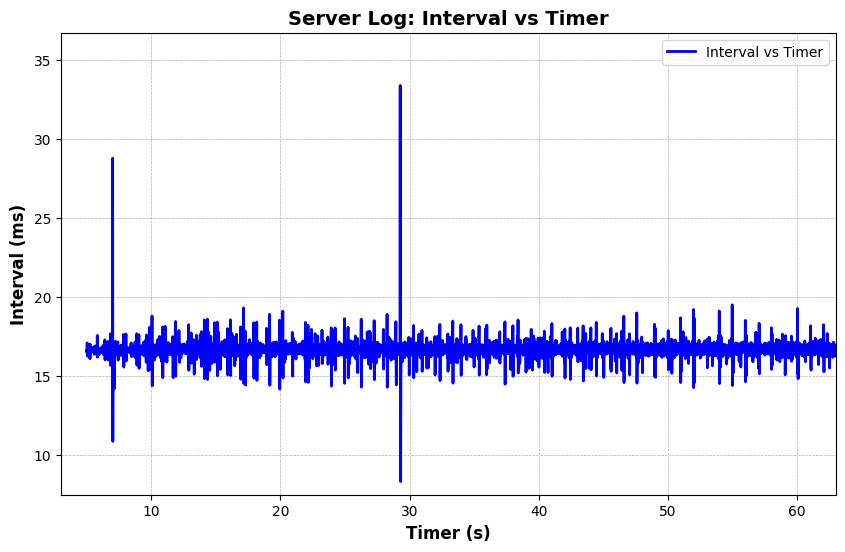 Server Log: Interval vs Timer
Interval vs Timer
35
30
25
20
15
10
Interval (ms)
10 20 30 40 50 60
Timer (s)